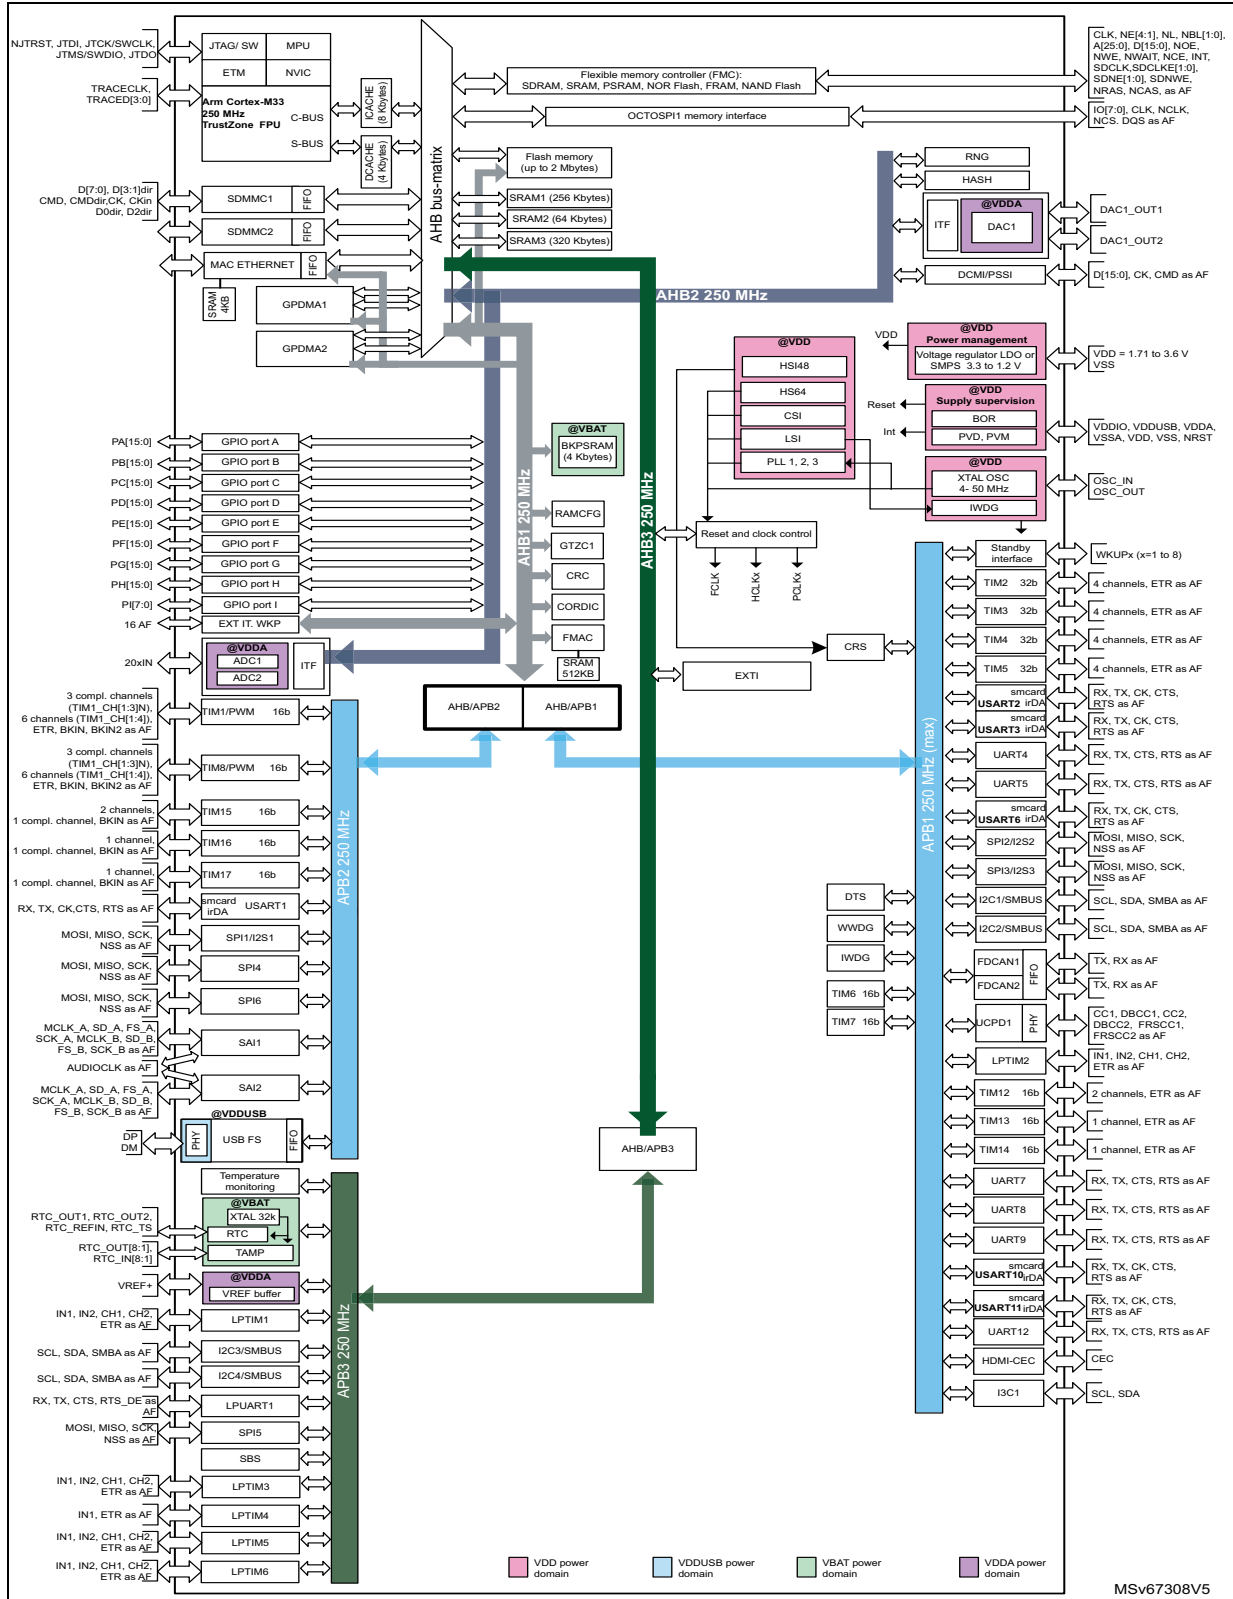 NJTRST, JTDI, JTCK/SWCLK,
JTMS/SWDIO, JTDO
TRACECLK,
TRACED[3:0]
JTAG/ SW
MPU
ETM
NVIC
Arm Cortex-M33
250 MHz
TrustZone FPU
C-BUS
S-BUS
ICACHE
(8 Kbytes)
DCACHE
(4 Kbytes)
AHB bus-matrix
Flexible memory controller (FMC):
SDRAM, SRAM, PSRAM, NOR Flash, FRAM, NAND Flash
CLK, NE[4:1], NL, NBL[1:0],
A[25:0], D[15:0], NOE,
NWE, NWAIT, NCE, INT,
SDCLK,SDCLKE[1:0],
SDNE[1:0], SDNWE,
NRAS, NCAS, as AF
OCTOSPI1 memory interface
IO[7:0], CLK, NCLK,
NCS. DQS as AF
Flash memory
(up to 2 Mbytes)
SRAM1 (256 Kbytes)
SRAM2 (64 Kbytes)
SRAM3 (320 Kbytes)
RNG
HASH
@VDDA
ITF
DAC1
DAC1_OUT1
DAC1_OUT2
DCMI/PSSI
D[15:0], CK, CMD as AF
D[7:0], D[3:1]dir
CMD, CMDdir,CK, CKin
D0dir, D2dir
SDMMC1
FIFO
SDMMC2
FIFO
MAC ETHERNET
FIFO
SRAM
4KB
GPDMA1
GPDMA2
AHB2 250 MHz
@VDD
HSI48
HS64
CSI
LSI
PLL 1, 2, 3
VDD
@VDD
Power management
Voltage regulator LDO or
SMPS 3.3 to 1.2 V
VDD = 1.71 to 3.6 V
VSS
@VDD
Supply supervision
Reset
Int
BOR
PVD, PVM
VDDIO, VDDUSB, VDDA,
VSSA, VDD, VSS, NRST
@VDD
XTAL OSC
4- 50 MHz
IWDG
OSC_IN
OSC_OUT
PA[15:0]
GPIO port A
PB[15:0]
GPIO port B
PC[15:0]
GPIO port C
PD[15:0]
GPIO port D
PE[15:0]
GPIO port E
PF[15:0]
GPIO port F
PG[15:0]
GPIO port G
PH[15:0]
GPIO port H
PI[7:0]
GPIO port I
16 AF
EXT IT. WKP
20xIN
@VDDA
ADC1
ADC2
ITF
AHB1 250 MHz
@VBAT
BKPSRAM
(4 Kbytes)
RAMCFG
GTZC1
CRC
CORDIC
FMAC
SRAM
512KB
AHB3 250 MHz
Reset and clock control
FCLK
HCLKx
PCLKx
CRS
EXTI
AHB/APB2
AHB/APB1
3 compl. channels
(TIM1_CH[1:3]N),
6 channels (TIM1_CH[1:4]),
ETR, BKIN, BKIN2 as AF
TIM1/PWM 16b
3 compl. channels
(TIM1_CH[1:3]N),
6 channels (TIM1_CH[1:4]),
ETR, BKIN, BKIN2 as AF
TIM8/PWM 16b
2 channels,
1 compl. channel, BKIN as AF
TIM15 16b
1 channel,
1 compl. channel, BKIN as AF
TIM16 16b
1 channel,
1 compl. channel, BKIN as AF
TIM17 16b
RX, TX, CK,CTS, RTS as AF
smcard
irDA
USART1
MOSI, MISO, SCK,
NSS as AF
SPI1/I2S1
MOSI, MISO, SCK,
NSS as AF
SPI4
MOSI, MISO, SCK,
NSS as AF
SPI6
MCLK_A, SD_A, FS_A,
SCK_A, MCLK_B, SD_B,
FS_B, SCK_B as AF
SAI1
AUDIOCLK as AF
MCLK_A, SD_A, FS_A,
SCK_A, MCLK_B, SD_B,
FS_B, SCK_B as AF
SAI2
APB2 250 MHz
@VDDUSB
DP
DM
PHY
USB FS
FIFO
Temperature
monitoring
@VBAT
XTAL 32k
RTC
TAMP
RTC_OUT1, RTC_OUT2,
RTC_REFIN, RTC_TS
RTC_OUT[8:1],
RTC_IN[8:1]
VREF+
@VDDA
VREF buffer
IN1, IN2, CH1, CH2,
ETR as AF
LPTIM1
SCL, SDA, SMBA as AF
I2C3/SMBUS
SCL, SDA, SMBA as AF
I2C4/SMBUS
RX, TX, CTS, RTS_DE as
AF
LPUART1
MOSI, MISO, SCK,
NSS as AF
SPI5
SBS
IN1, IN2, CH1, CH2,
ETR as AF
LPTIM3
IN1, ETR as AF
LPTIM4
IN1, IN2, CH1, CH2,
ETR as AF
LPTIM5
IN1, IN2, CH1, CH2,
ETR as AF
LPTIM6
APB3 250 MHz
AHB/APB3
DTS
WWDG
IWDG
TIM6 16b
TIM7 16b
APB1 250 MHz (max)
Standby
interface
WKUPx (x=1 to 8)
TIM2 32b
4 channels, ETR as AF
TIM3 32b
4 channels, ETR as AF
TIM4 32b
4 channels, ETR as AF
TIM5 32b
4 channels, ETR as AF
smcard
USART2 irDA
RX, TX, CK, CTS,
RTS as AF
smcard
USART3 irDA
RX, TX, CK, CTS,
RTS as AF
UART4
RX, TX, CTS, RTS as AF
UART5
RX, TX, CTS, RTS as AF
smcard
USART6 irDA
RX, TX, CK, CTS,
RTS as AF
SPI2/I2S2
MOSI, MISO, SCK,
NSS as AF
SPI3/I2S3
MOSI, MISO, SCK,
NSS as AF
I2C1/SMBUS
SCL, SDA, SMBA as AF
I2C2/SMBUS
SCL, SDA, SMBA as AF
FDCAN1
FDCAN2
FIFO
TX, RX as AF
TX, RX as AF
UCPD1
PHY
CC1, DBCC1, CC2,
DBCC2, FRSCC1,
FRSCC2 as AF
LPTIM2
IN1, IN2, CH1, CH2,
ETR as AF
TIM12 16b
2 channels, ETR as AF
TIM13 16b
1 channel, ETR as AF
TIM14 16b
1 channel, ETR as AF
UART7
RX, TX, CTS, RTS as AF
UART8
RX, TX, CTS, RTS as AF
UART9
RX, TX, CTS, RTS as AF
smcard
USART10 irDA
RX, TX, CK, CTS,
RTS as AF
smcard
USART11 irDA
RX, TX, CK, CTS,
RTS as AF
UART12
RX, TX, CTS, RTS as AF
HDMI-CEC
CEC
I3C1
SCL, SDA
VDD power
domain
VDDUSB power
domain
VBAT power
domain
VDDA power
domain
MSv67308V5